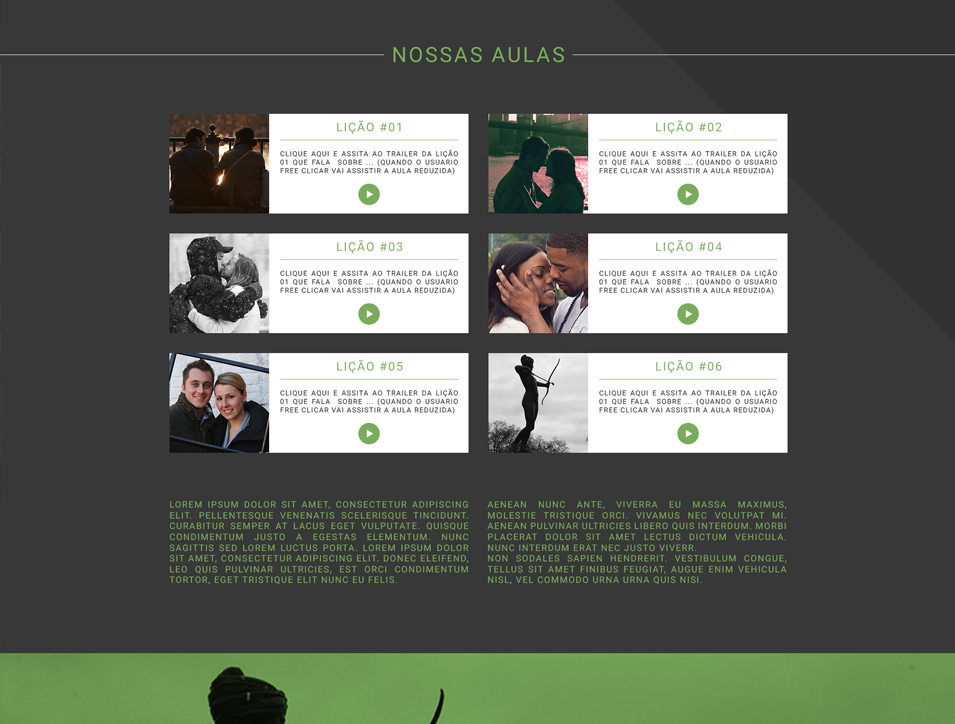 NOSSAS AULAS
LIÇÃO #01
CLIQUE AQUI E ASSITA AO TRAILER DA LIÇÃO
01 QUE FALA SOBRE ... (QUANDO O USUARIO
FREE CLICAR VAI ASSISTIR A AULA REDUZIDA)
LIÇÃO #02
CLIQUE AQUI E ASSITA AO TRAILER DA LIÇÃO
01 QUE FALA SOBRE ... (QUANDO O USUARIO
FREE CLICAR VAI ASSISTIR A AULA REDUZIDA)
LIÇÃO #03
CLIQUE AQUI E ASSITA AO TRAILER DA LIÇÃO
01 QUE FALA SOBRE ... (QUANDO O USUARIO
FREE CLICAR VAI ASSISTIR A AULA REDUZIDA)
LIÇÃO #04
CLIQUE AQUI E ASSITA AO TRAILER DA LIÇÃO
01 QUE FALA SOBRE ... (QUANDO O USUARIO
FREE CLICAR VAI ASSISTIR A AULA REDUZIDA)
LIÇÃO #05
CLIQUE AQUI E ASSITA AO TRAILER DA LIÇÃO
01 QUE FALA SOBRE ... (QUANDO O USUARIO
FREE CLICAR VAI ASSISTIR A AULA REDUZIDA)
LIÇÃO #06
CLIQUE AQUI E ASSITA AO TRAILER DA LIÇÃO
01 QUE FALA SOBRE ... (QUANDO O USUARIO
FREE CLICAR VAI ASSISTIR A AULA REDUZIDA)
LOREM IPSUM DOLOR SIT AMET, CONSECTETUR ADIPISCING
ELIT. PELLENTESQUE VENENATIS SCELERISQUE TINCIDUNT.
CURABITUR SEMPER AT LACUS EGET VULPUTATE. QUISQUE
CONDIMENTUM JUSTO A EGESTAS ELEMENTUM. NUNC
SAGITTIS SED LOREM LUCTUS PORTA. LOREM IPSUM DOLOR
SIT AMET, CONSECTETUR ADIPISCING ELIT. DONEC ELEIFEND,
LEO QUIS PULVINAR ULTRICIES, EST ORCI CONDIMENTUM
TORTOR, EGET TRISTIQUE ELIT NUNC EU FELIS.
AENEAN NUNC ANTE, VIVERRA EU MASSA MAXIMUS,
MOLESTIE TRISTIQUE ORCI. VIVAMUS NEC VOLUTPAT MI.
AENEAN PULVINAR ULTRICIES LIBERO QUIS INTERDUM. MORBI
PLACERAT DOLOR SIT AMET LECTUS DICTUM VEHICULA.
NUNC INTERDUM ERAT NEC JUSTO VIVERR.
NON SODALES SAPIEN HENDRERIT. VESTIBULUM CONGUE,
TELLUS SIT AMET FINIBUS FEUGIAT, AUGUE ENIM VEHICULA
NISL, VEL COMMODO URNA URNA QUIS NISI.